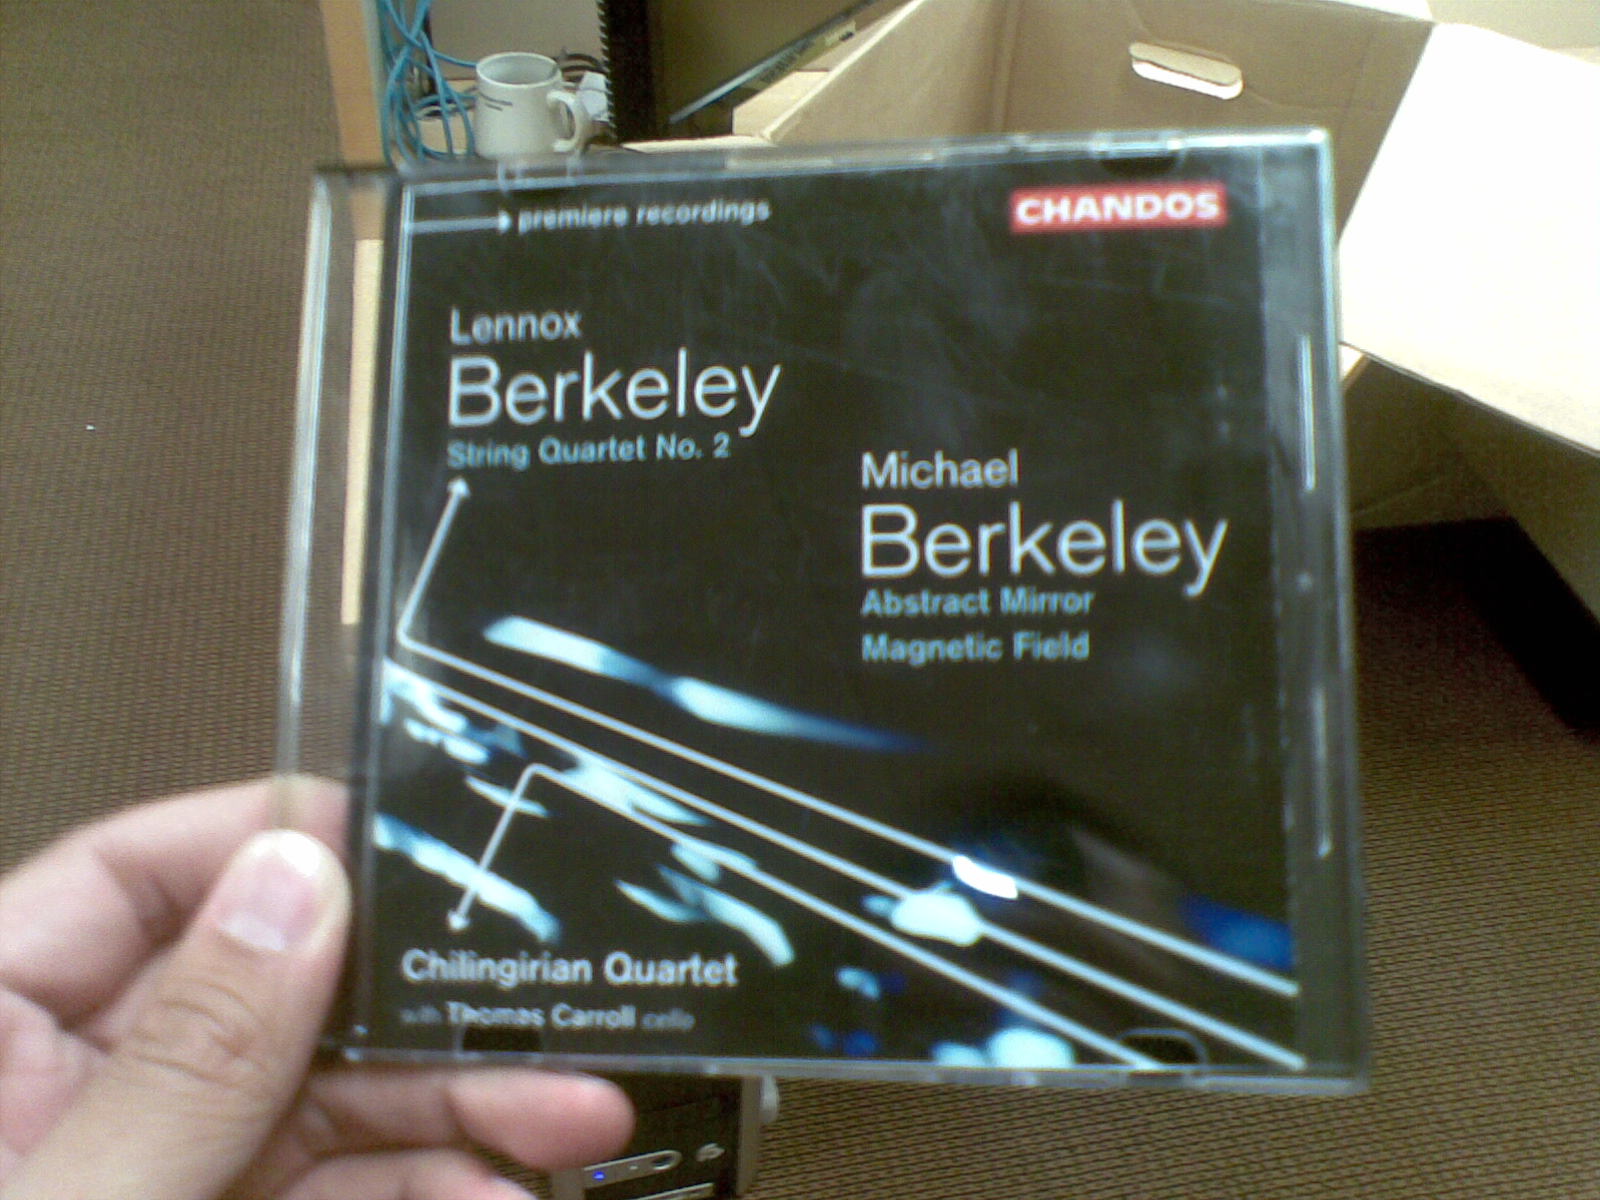 premiere recordings
CHANDOS
Lennox
Berkeley
String Quartet No. 2
Michael
Berkeley
Abstract Mirror
Magnetic Field
Chilingirian Quartet
with Thomas Carroll cello